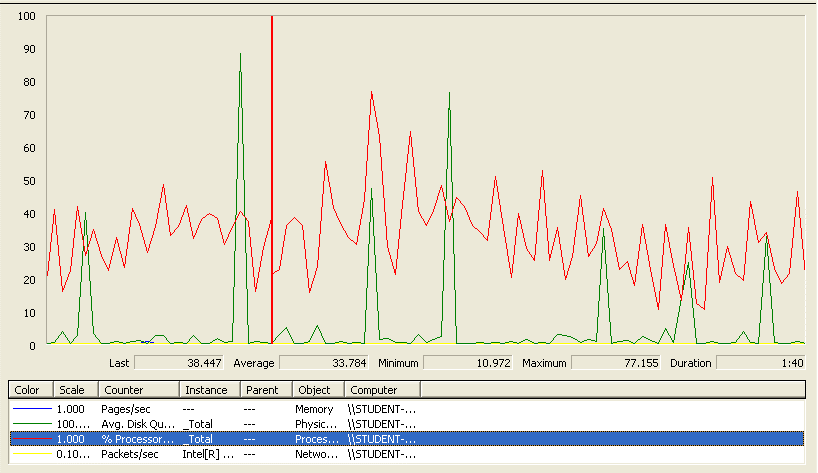 100
90
80
70
60
50
40
30
20
10
0
Last 38.447 Average 33.784 Minimum 10.972 Maximum 77.155 Duration 1:40
Color Scale Counter Instance Parent Object Computer
1.000 Pages/sec --- --- Memory \\STUDENT-...
100.... Avg. Disk Qu... _Total --- Physic... \\STUDENT-...
1.000 % Processor... _Total --- Proces... \\STUDENT-...
0.10... Packets/sec Intel[R] ... --- Netwo... \\STUDENT-...